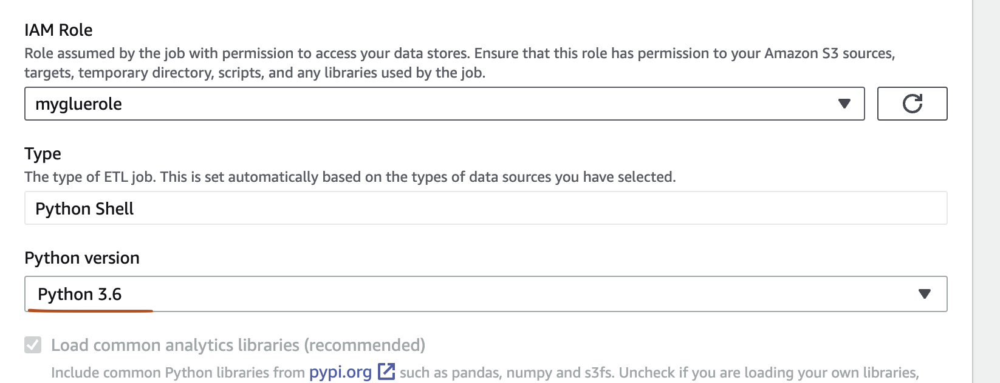 IAM Role
Role assumed by the job with permission to access your data stores. Ensure that this role has permission to your Amazon S3 sources,
targets, temporary directory, scripts, and any libraries used by the job.
mygluerole
Type
The type of ETL job. This is set automatically based on the types of data sources you have selected.
Python Shell
Python version
Python 3.6
Load common analytics libraries (recommended)
Include common Python libraries from pypi.org such as pandas, numpy and s3fs. Uncheck if you are loading your own libraries,